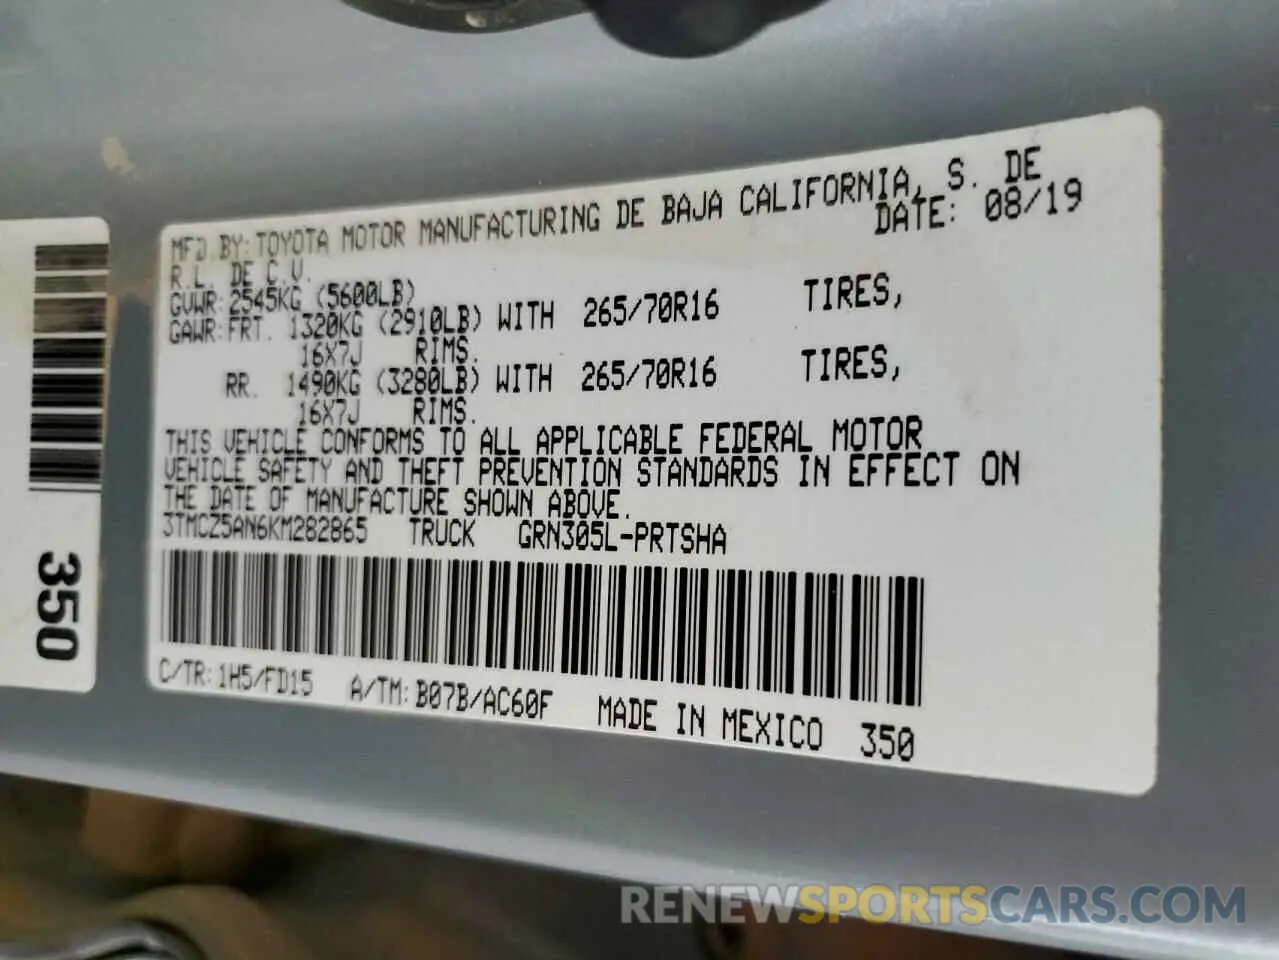 MFD.BY:TOYOTA MOTOR MANUFACTURING DE BAJA CALIFORNIA, S. DE
R.L. DE C.V. DATE: 08/19
GVWR:2545KG (5600LB)
GAWR:FRT. 1320KG (2910LB) WITH 265/70R16 TIRES,
16X7J RIMS.
RR. 1490KG (3280LB) WITH 265/70R16 TIRES,
16X7J RIMS.
THIS VEHICLE CONFORMS TO ALL APPLICABLE FEDERAL MOTOR
VEHICLE SAFETY AND THEFT PREVENTION STANDARDS IN EFFECT ON
THE DATE OF MANUFACTURE SHOWN ABOVE.
3TMCZ5AN6KM282865 TRUCK GRN305L-PRTSHA
C/TR:1H5/FD15 A/TM:B07B/AC60F MADE IN MEXICO 350
350
RENEWSPORTSCARS.COM